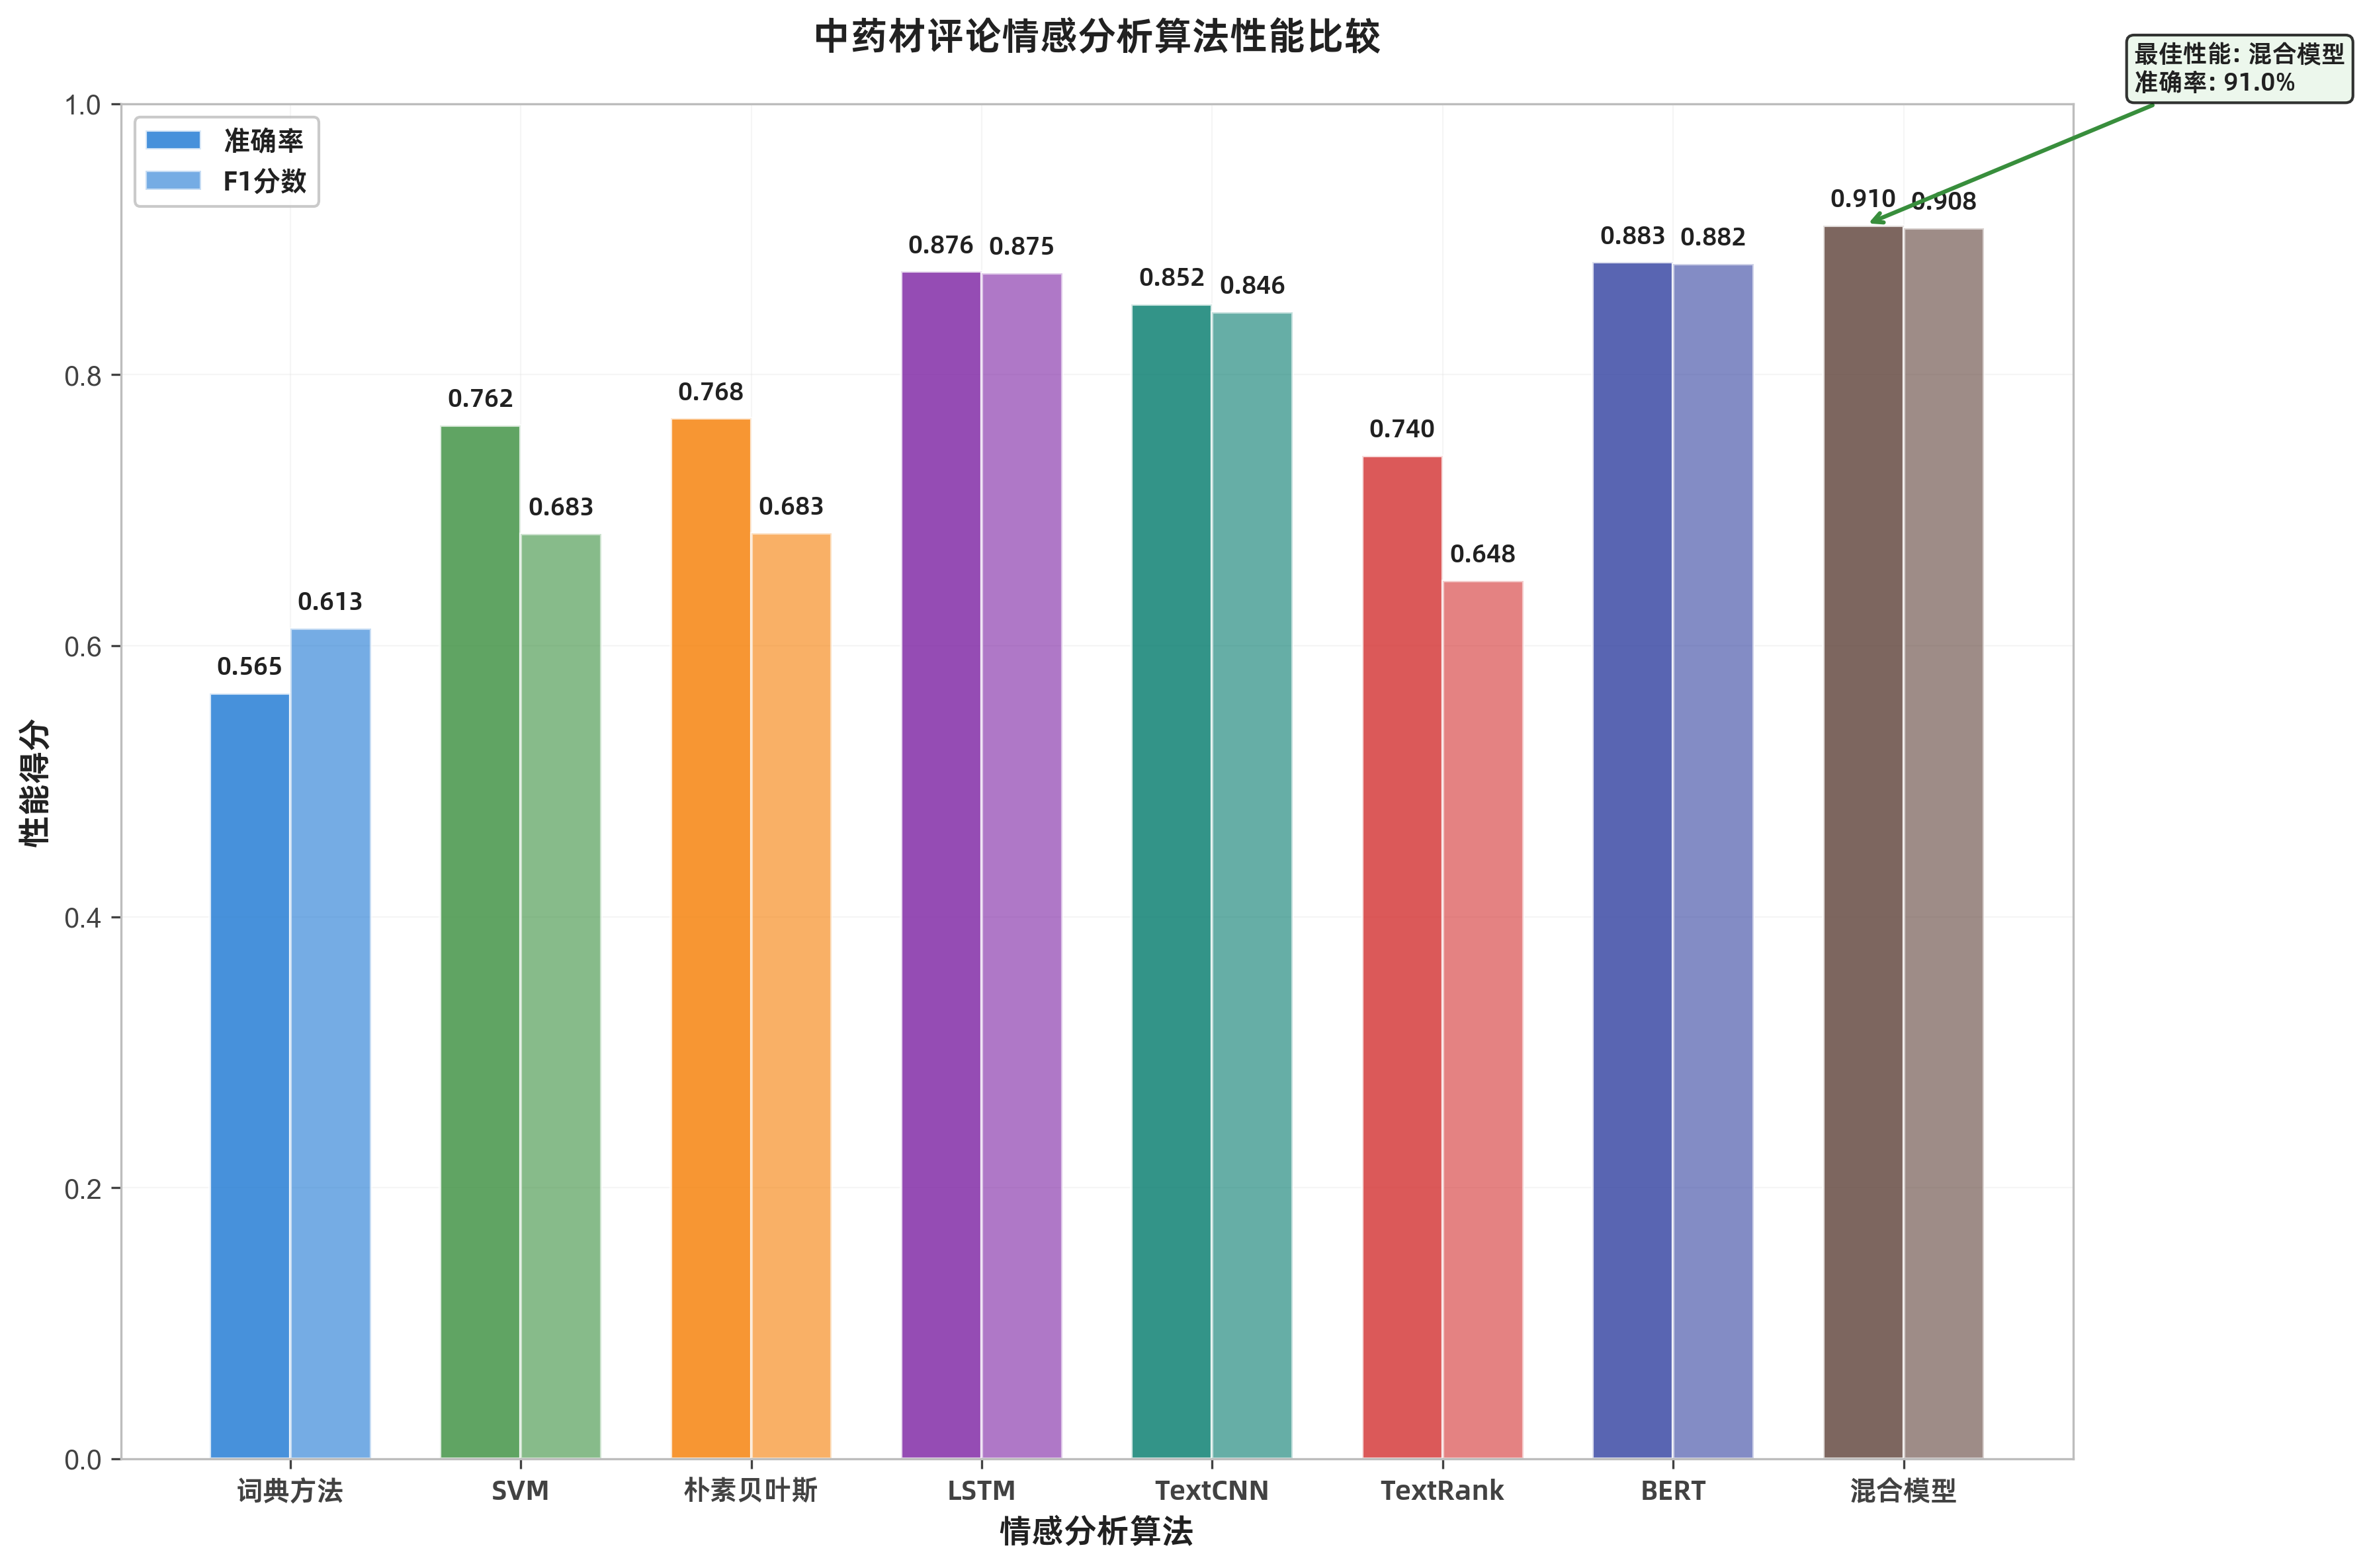 中药材评论情感分析算法性能比较
最佳性能: 混合模型
准确率: 91.0%
准确率
F1分数
性能得分
1.0
0.8
0.6
0.4
0.2
0.0
0.565
0.613
0.762
0.683
0.768
0.683
0.876
0.875
0.852
0.846
0.740
0.648
0.883
0.882
0.910
0.908
词典方法
SVM
朴素贝叶斯
LSTM
TextCNN
TextRank
BERT
混合模型
情感分析算法